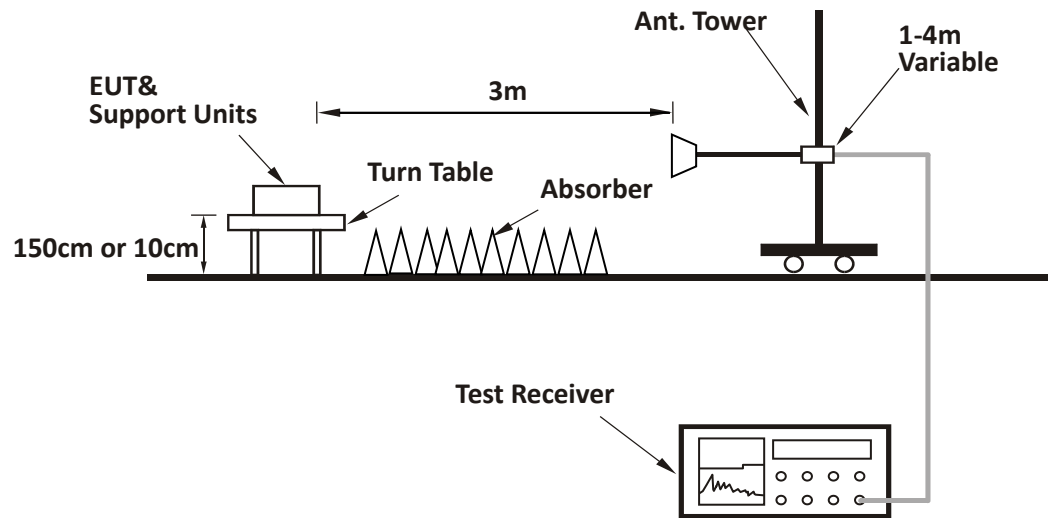 Ant. Tower
1-4m
Variable
EUT&
Support Units
3m
Turn Table
Absorber
150cm or 10cm
Test Receiver